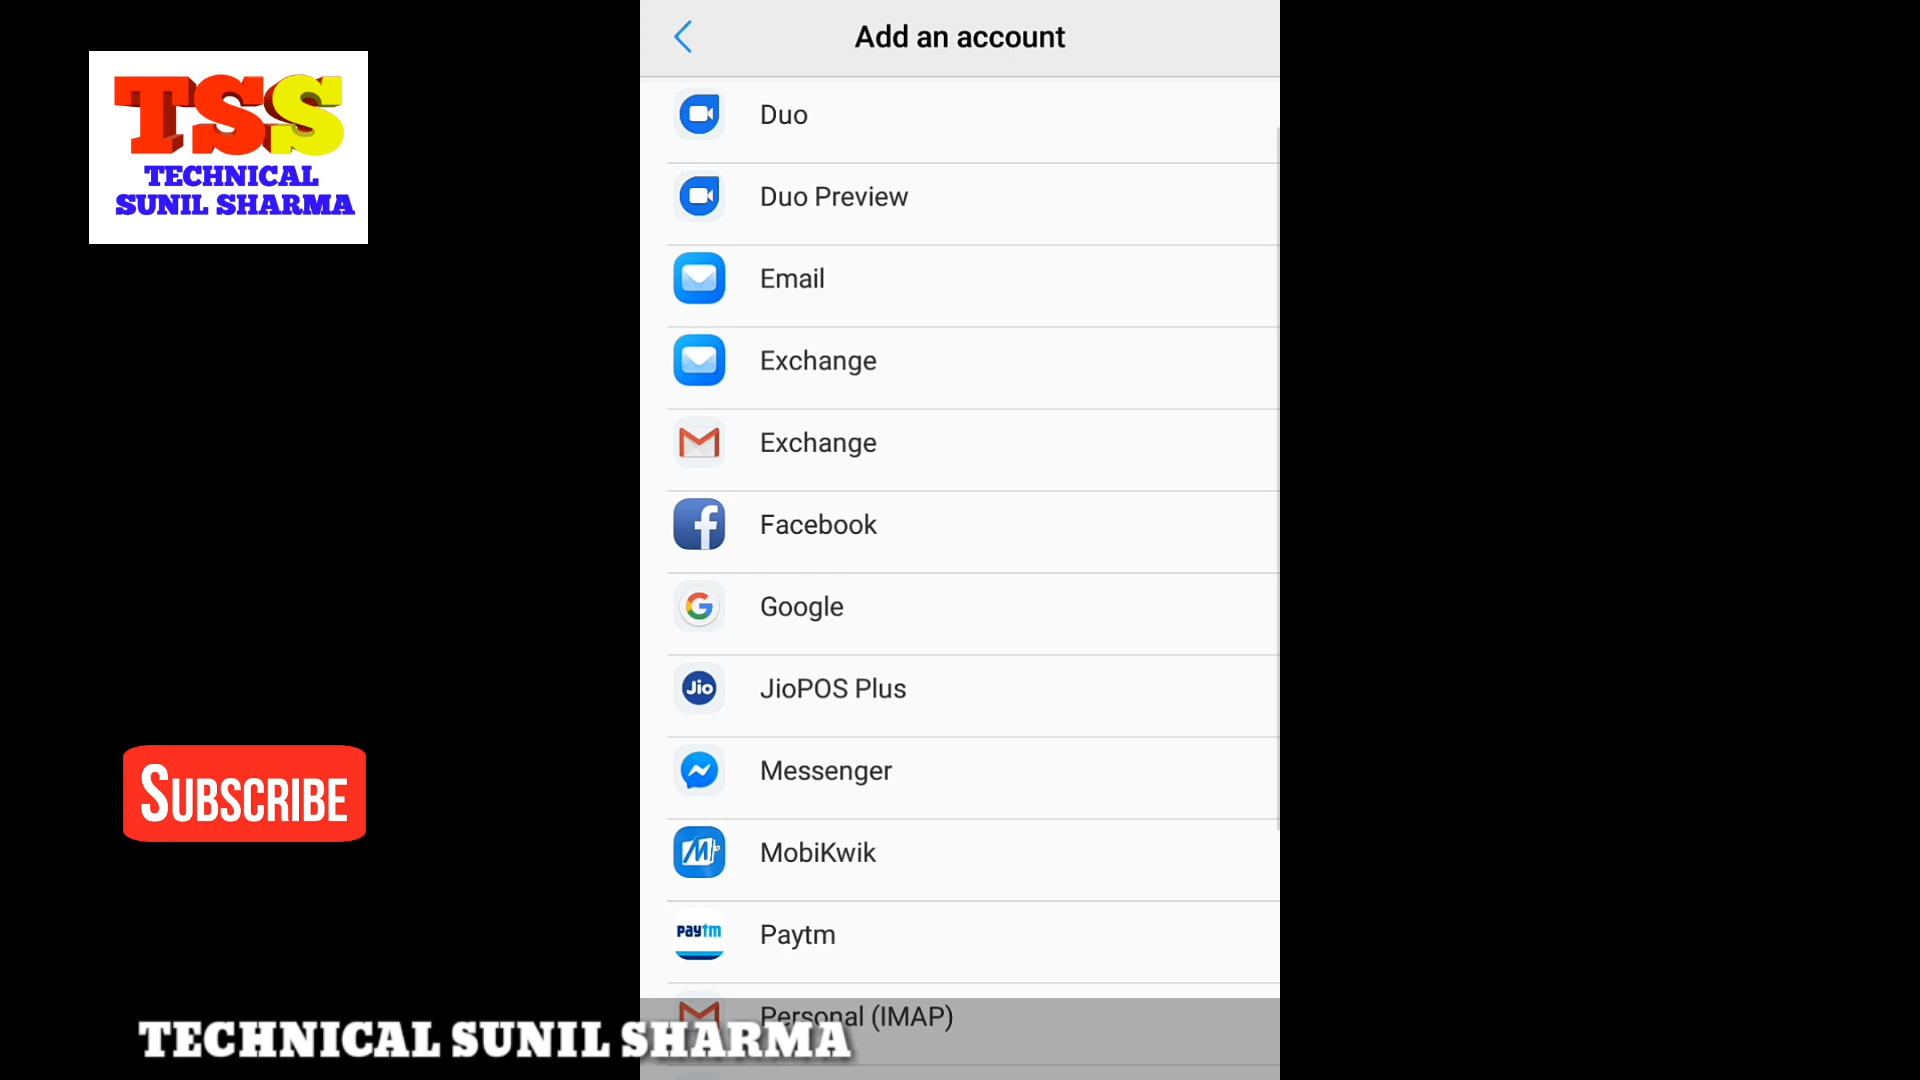 TSS
TECHNICAL
SUNIL SHARMA
SUBSCRIBE
Add an account
Duo
Duo Preview
Email
Exchange
Exchange
Facebook
Google
Jio
JioPOS Plus
Messenger
MobiKwik
paytm
Paytm
Personal (IMAP)
TECHNICAL SUNIL SHARMA